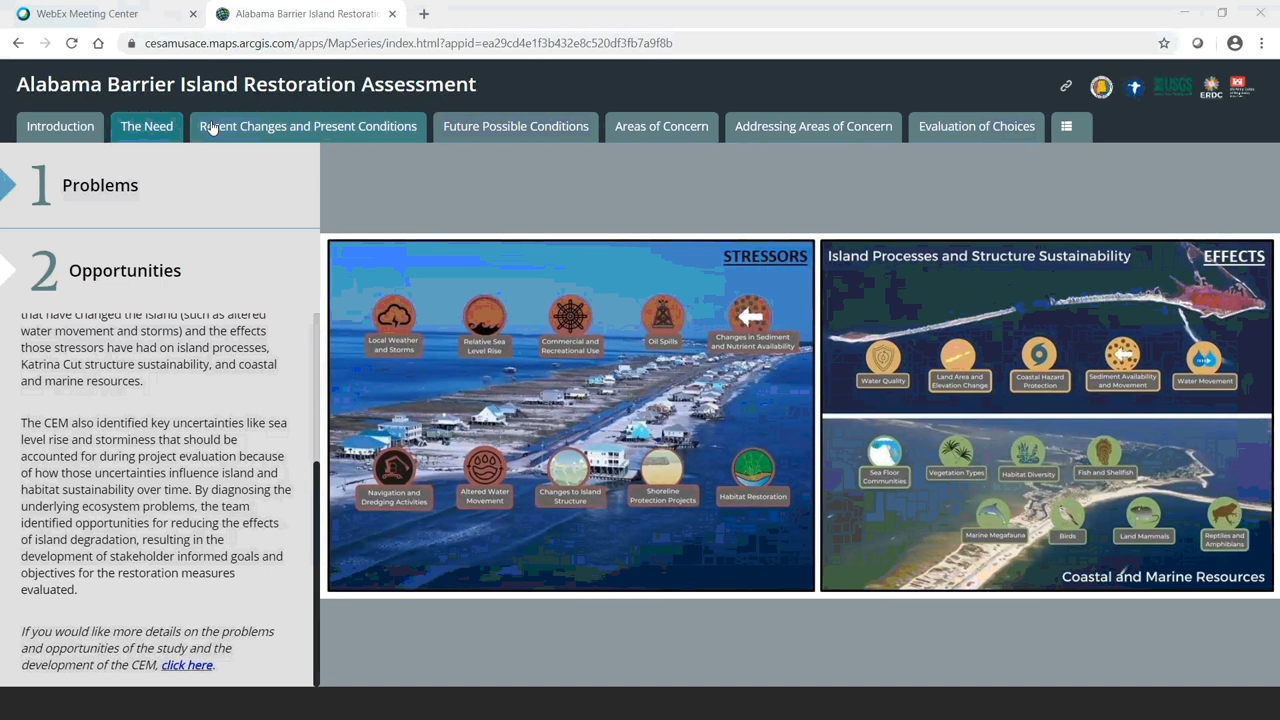 WebEx Meeting Center
Alabama Barrier Island Restoratio
cesamusace.maps.arcgis.com/apps/MapSeries/index.html?appid=ea29cd4e1f3b432e8c520df3fb7a9f8b
Alabama Barrier Island Restoration Assessment
USGS
ERDC
Introduction
The Need
Recent Changes and Present Conditions
Future Possible Conditions
Areas of Concern
Addressing Areas of Concern
Evaluation of Choices
1 Problems
2 Opportunities
that have changed the island (such as altered
water movement and storms) and the effects
those stressors have had on island processes,
Katrina Cut structure sustainability, and coastal
and marine resources.
The CEM also identified key uncertainties like sea
level rise and storminess that should be
accounted for during project evaluation because
of how those uncertainties influence island and
habitat sustainability over time. By diagnosing the
underlying ecosystem problems, the team
identified opportunities for reducing the effects
of island degradation, resulting in the
development of stakeholder informed goals and
objectives for the restoration measures
evaluated.
If you would like more details on the problems
and opportunities of the study and the
development of the CEM, click here.
STRESSORS
Local Weather
and Storms
Relative Sea
Level Rise
Commercial and
Recreational Use
Oil Spills
Changes in Sediment
and Nutrient Availability
Navigation and
Dredging Activities
Altered Water
Movement
Changes to Island
Structure
Shoreline
Protection Projects
Habitat Restoration
Island Processes and Structure Sustainability
EFFECTS
Water Quality
Land Area and
Elevation Change
Coastal Hazard
Protection
Sediment Availability
and Movement
Water Movement
Sea Floor
Communities
Vegetation Types
Habitat Diversity
Fish and Shellfish
Marine Megafauna
Birds
Land Mammals
Reptiles and
Amphibians
Coastal and Marine Resources